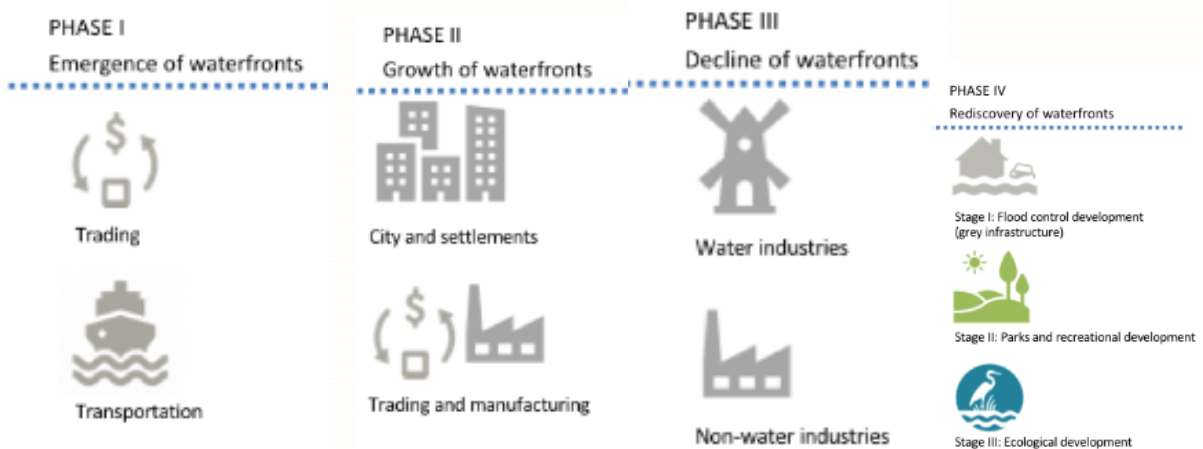 PHASE I
Emergence of waterfronts
$
Trading
Transportation
PHASE II
Growth of waterfronts
City and settlements
$
Trading and manufacturing
PHASE III
Decline of waterfronts
Water industries
Non-water industries
PHASE IV
Rediscovery of waterfronts
Stage I: Flood control development
(grey infrastructure)
Stage II: Parks and recreational development
Stage III: Ecological development